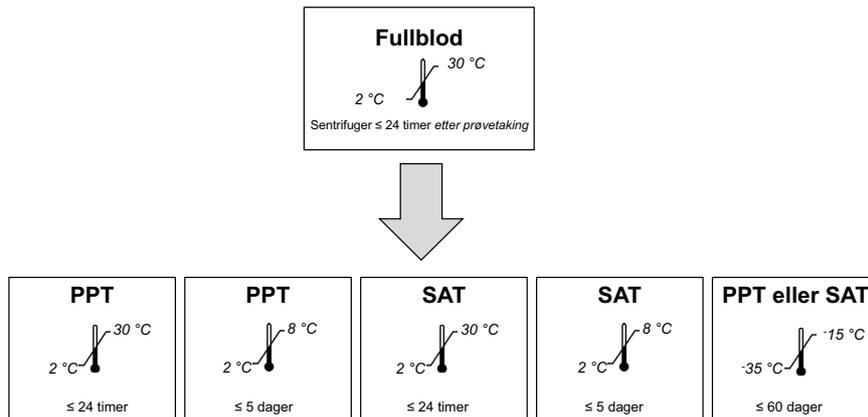 Fullblod
30 °C
2 °C
Sentrifuger ≤ 24 timer etter prøvetaking
PPT
30 °C
2 °C
≤ 24 timer
PPT
8 °C
2 °C
≤ 5 dager
SAT
30 °C
2 °C
≤ 24 timer
SAT
8 °C
2 °C
≤ 5 dager
PPT eller SAT
-15 °C
-35 °C
≤ 60 dager